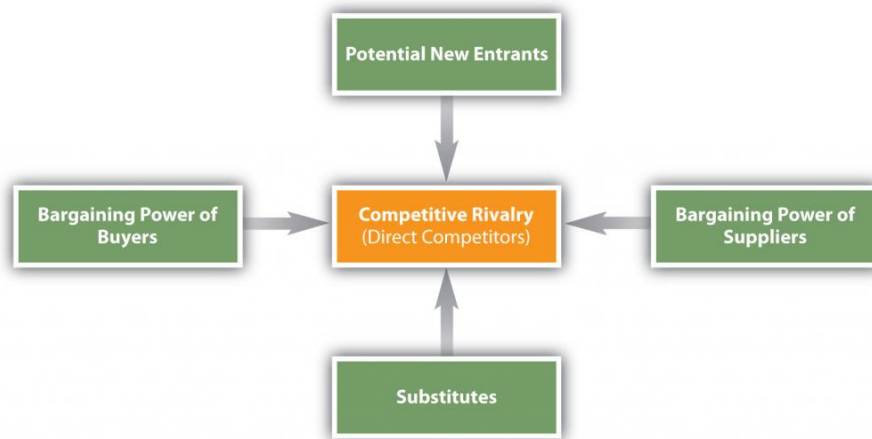 Potential New Entrants
Bargaining Power of
Buyers
Competitive Rivalry
(Direct Competitors)
Bargaining Power of
Suppliers
Substitutes